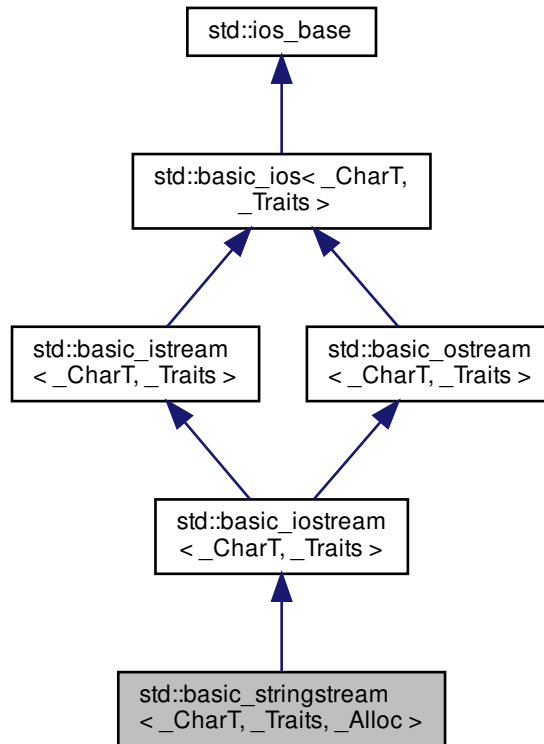 std::ios_base
std::basic_ios< _CharT,
_Traits >
std::basic_istream
< _CharT, _Traits >
std::basic_ostream
< _CharT, _Traits >
std::basic_iostream
< _CharT, _Traits >
std::basic_stringstream
< _CharT, _Traits, _Alloc >